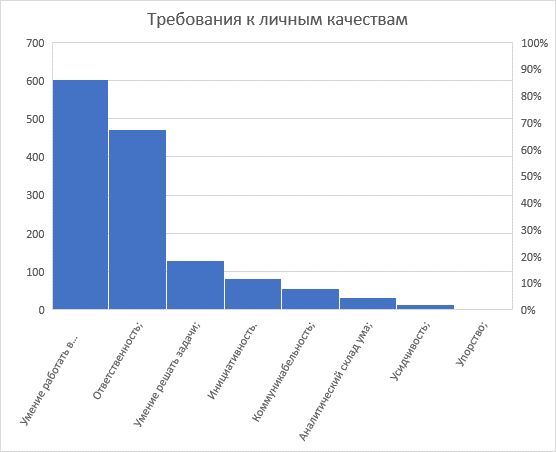 Требования к личным качествам
700
600
500
400
300
200
100
0
100%
90%
80%
70%
60%
50%
40%
30%
20%
10%
0%
Умение работать в...
Ответственность;
Умение решать задачи;
Инициативность.
Коммуникабельность;
Аналитический склад ума;
Усидчивость;
Упорство;